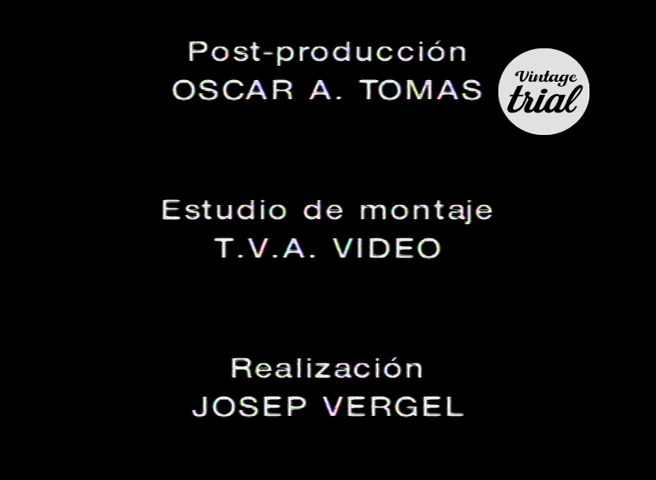 Post-producción
OSCAR A. TOMAS
Vintage
trial
Estudio de montaje
T.V.A. VIDEO
Realización
JOSEP VERGEL